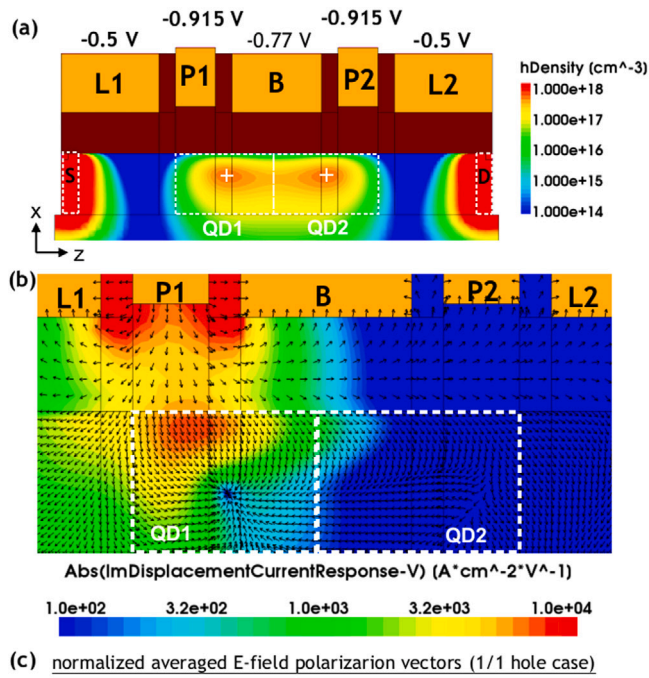 -0.915 V -0.915 V
(a) -0.5 V -0.77 V -0.5 V
L1 P1 B P2 L2
hDensity (cm^-3)
1.000e+18
1.000e+17
1.000e+16
1.000e+15
1.000e+14
S D
QD1 QD2
X
Z
(b)
L1 P1 B P2 L2
QD1 QD2
Abs(ImDisplacementCurrentResponse-V) (A*cm^-2*V^-1)
1.0e+02 3.2e+02 1.0e+03 3.2e+03 1.0e+04
(c) normalized averaged E-field polarizarion vectors (1/1 hole case)